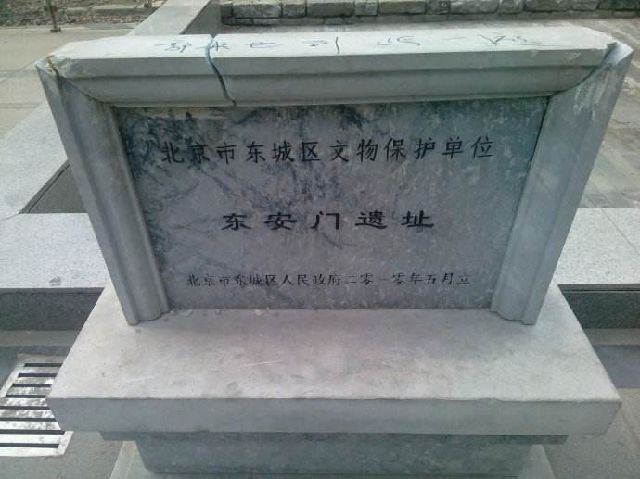 北京市东城区文物保护单位
东安门遗址
北京市东城区人民政府二零一零年五月立